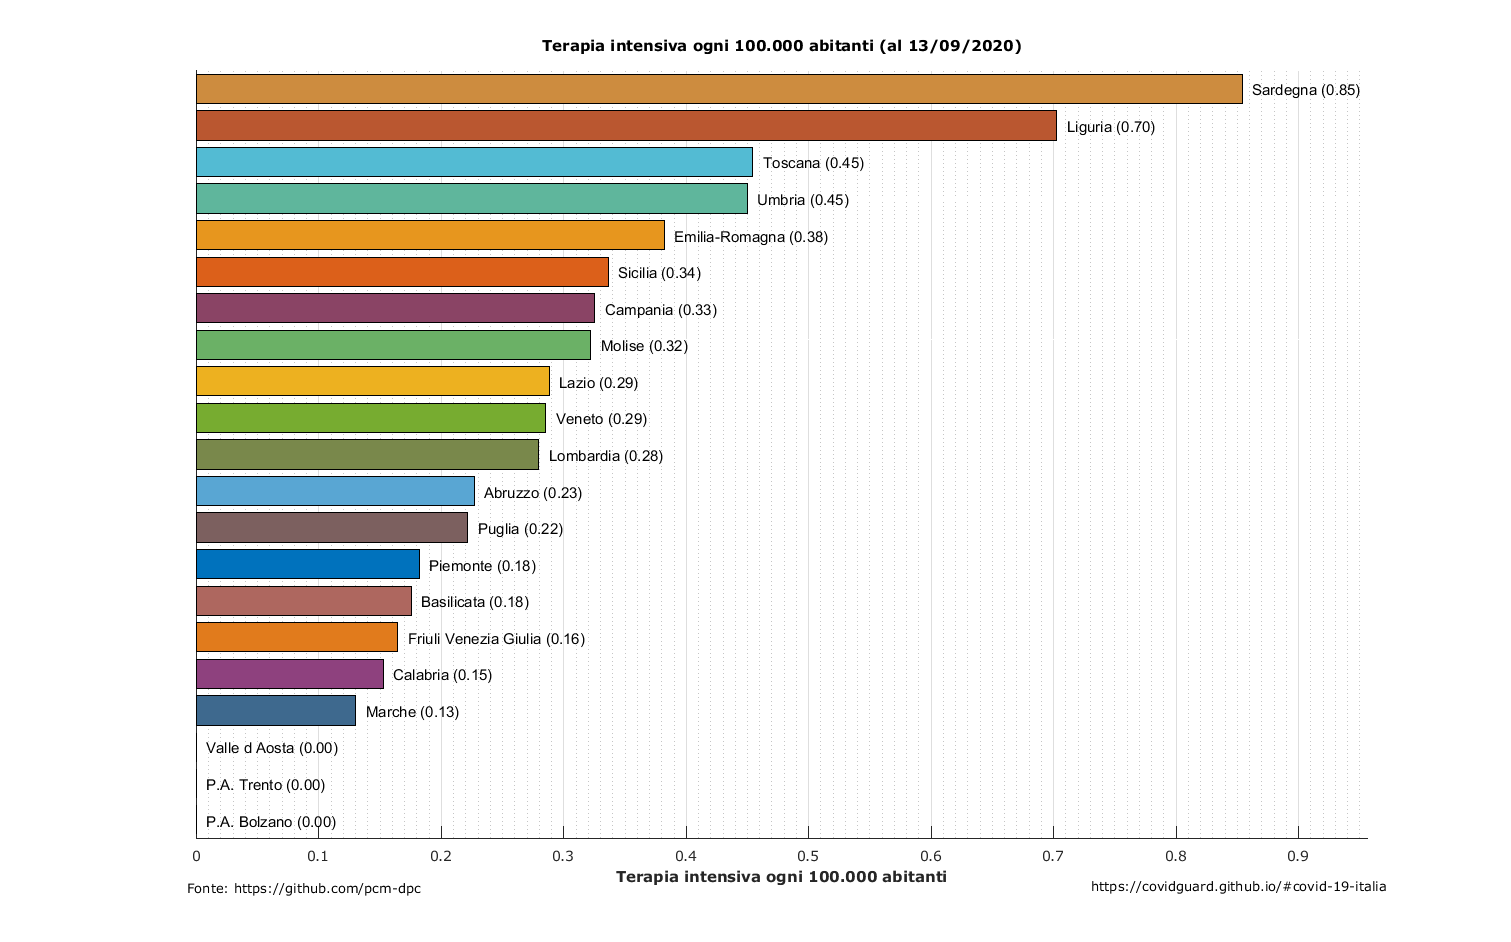 Terapia intensiva ogni 100.000 abitanti (al 13/09/2020)
Sardegna (0.85)
Liguria (0.70)
Toscana (0.45)
Umbria (0.45)
Emilia-Romagna (0.38)
Sicilia (0.34)
Campania (0.33)
Molise (0.32)
Lazio (0.29)
Veneto (0.29)
Lombardia (0.28)
Abruzzo (0.23)
Puglia (0.22)
Piemonte (0.18)
Basilicata (0.18)
Friuli Venezia Giulia (0.16)
Calabria (0.15)
Marche (0.13)
Valle d Aosta (0.00)
P.A. Trento (0.00)
P.A. Bolzano (0.00)
0 0.1 0.2 0.3 0.4 0.5 0.6 0.7 0.8 0.9
Terapia intensiva ogni 100.000 abitanti
Fonte: https://github.com/pcm-dpc
https://covidguard.github.io/#covid-19-italia